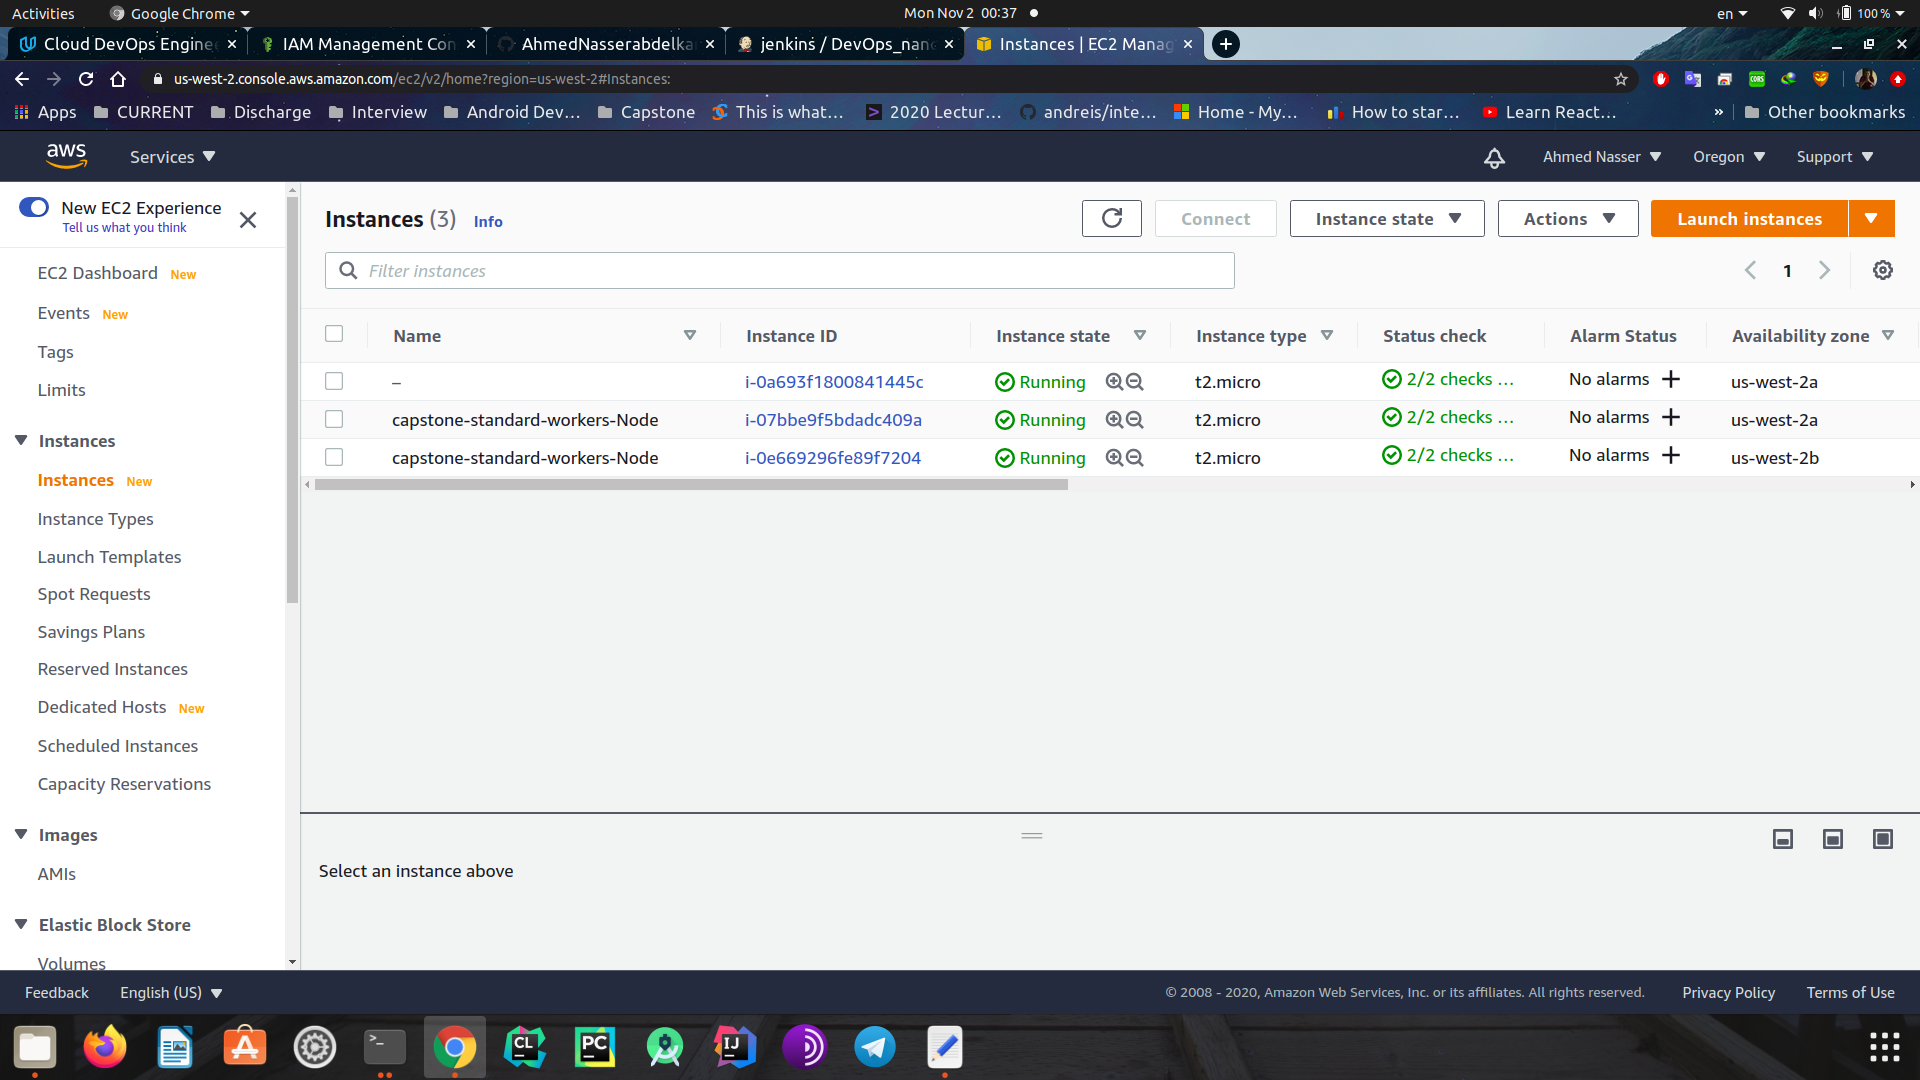 Activities Google Chrome Mon Nov 2 00:37 en 100 %
Cloud DevOps Engine IAM Management Con AhmedNasserabdelka jenkins / DevOps_nan Instances | EC2 Manag
us-west-2.console.aws.amazon.com/ec2/v2/home?region=us-west-2#Instances:
Apps CURRENT Discharge Interview Android Dev... Capstone This is what... 2020 Lectur... andreis/inte... Home - My... How to star... Learn React... » Other bookmarks
aws Services Ahmed Nasser Oregon Support
New EC2 Experience
Tell us what you think
EC2 Dashboard New
Events New
Tags
Limits
Instances
Instances New
Instance Types
Launch Templates
Spot Requests
Savings Plans
Reserved Instances
Dedicated Hosts New
Scheduled Instances
Capacity Reservations
Images
AMIs
Elastic Block Store
Volumes
Instances (3) Info Connect Instance state Actions Launch instances
Filter instances 1
Name Instance ID Instance state Instance type Status check Alarm Status Availability zone
– i-0a693f1800841445c Running t2.micro 2/2 checks ... No alarms us-west-2a
capstone-standard-workers-Node i-07bbe9f5bdadc409a Running t2.micro 2/2 checks ... No alarms us-west-2a
capstone-standard-workers-Node i-0e669296fe89f7204 Running t2.micro 2/2 checks ... No alarms us-west-2b
Select an instance above
Feedback English (US) © 2008 - 2020, Amazon Web Services, Inc. or its affiliates. All rights reserved. Privacy Policy Terms of Use
>_ CL PC IJ